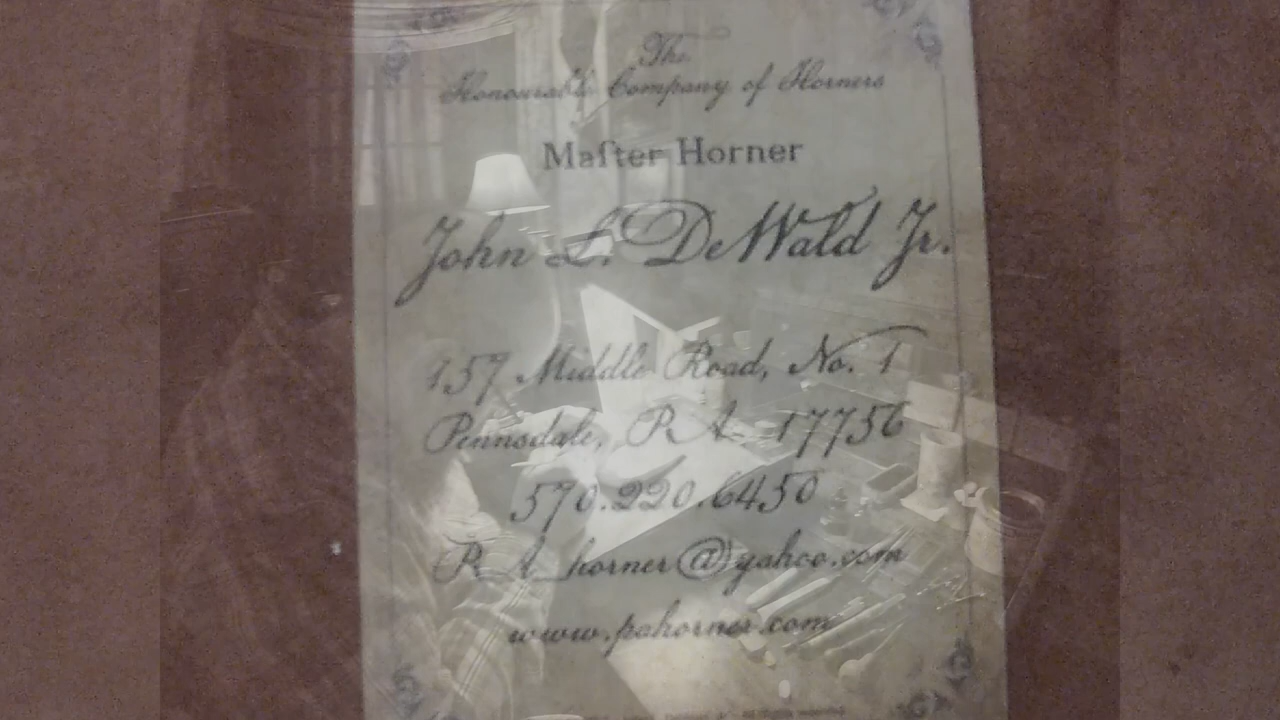 The
Honourable Company of Horners
Maſter Horner
John L. DeWald Jr.
157 Middle Road, No. 1
Pennsdale, PA 17756
570.220.6450
PA_horner@yahoo.com
www.pahorner.com